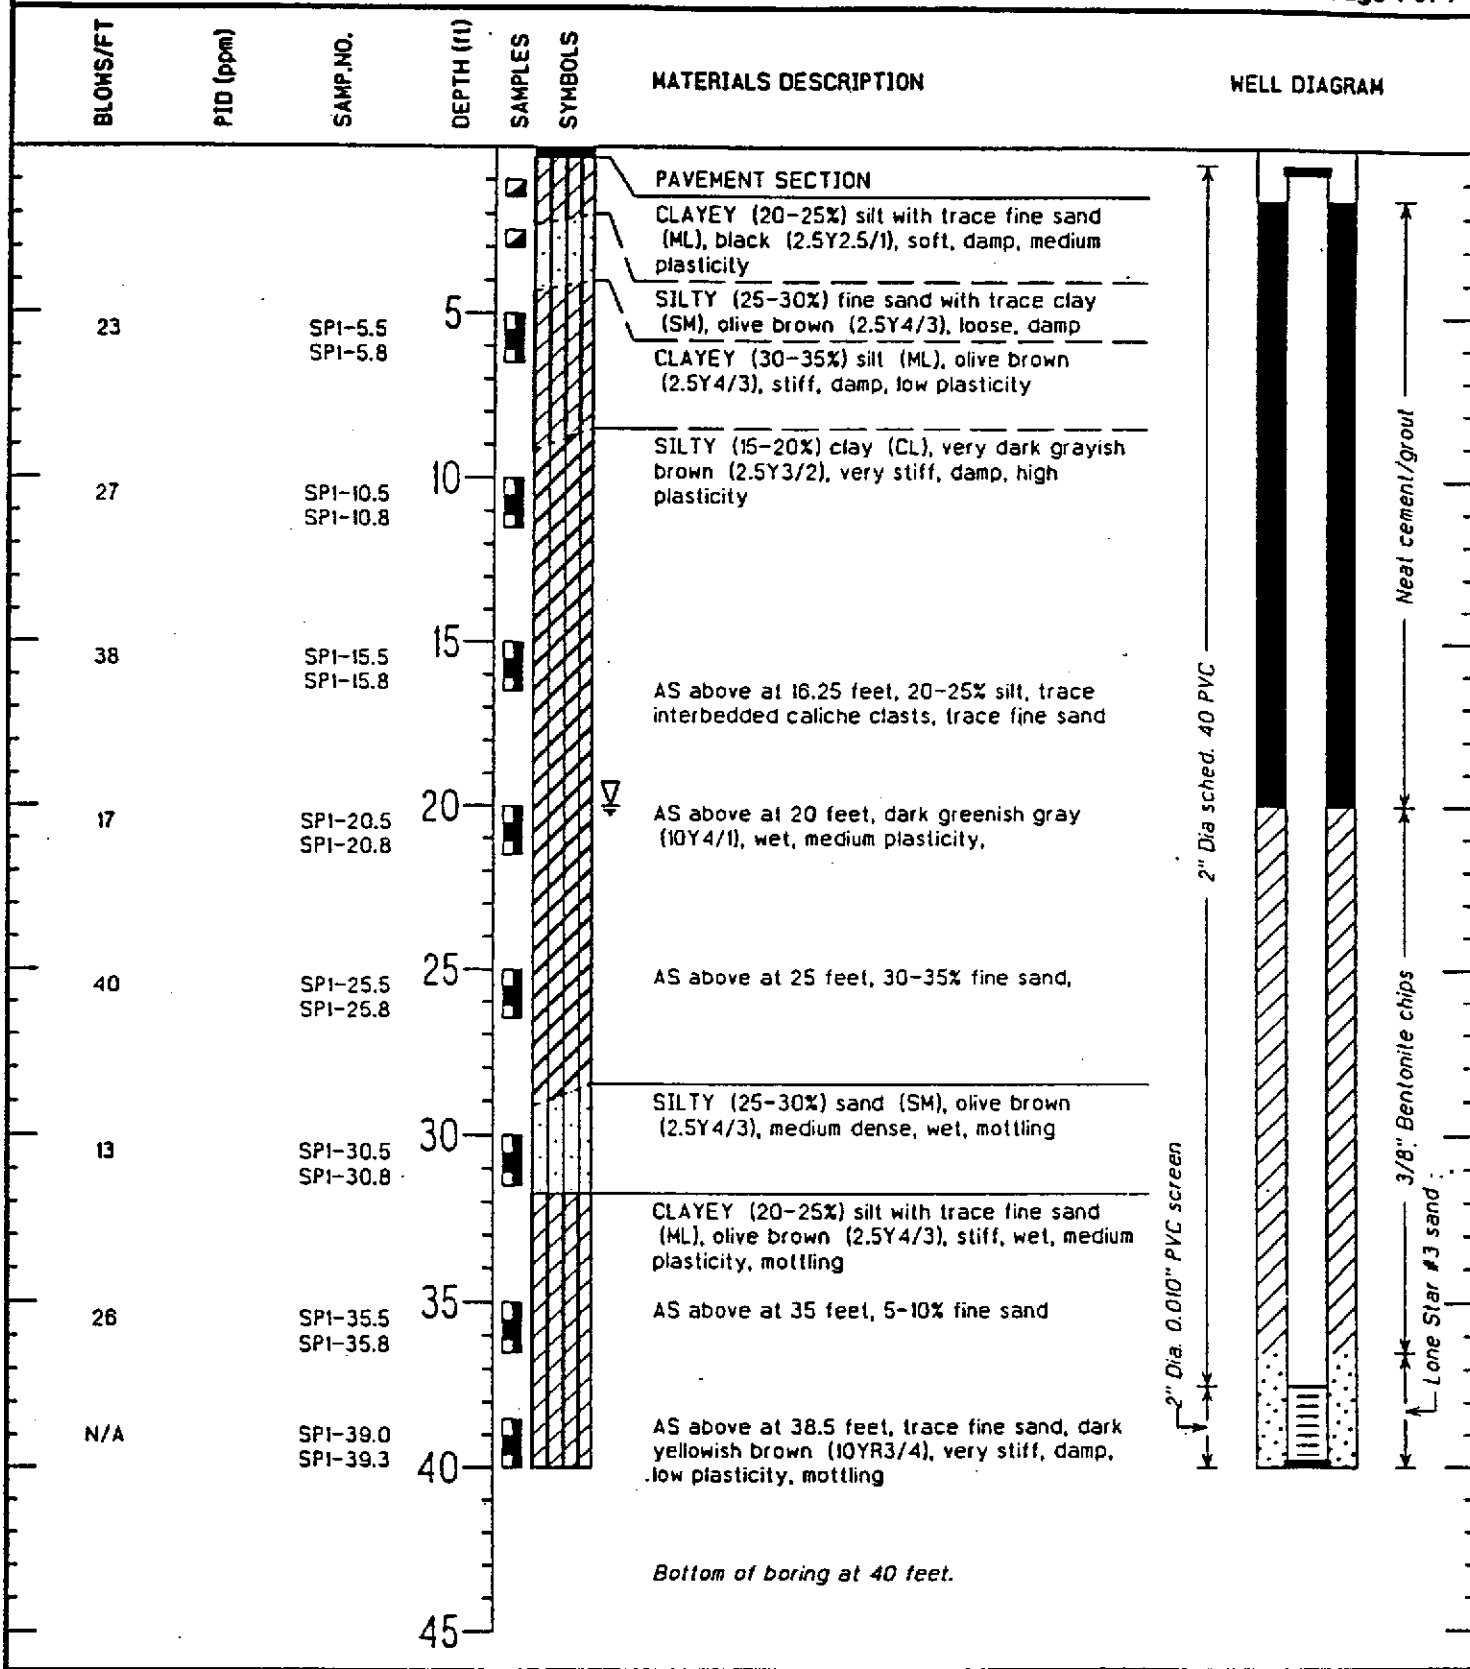 BLOWS/FT
PID (ppm)
SAMP.NO.
DEPTH (ft)
SAMPLES
SYMBOLS
MATERIALS DESCRIPTION
WELL DIAGRAM
PAVEMENT SECTION
CLAYEY (20-25%) silt with trace fine sand
(ML), black (2.5Y2.5/1), soft, damp, medium
plasticity
SILTY (25-30%) fine sand with trace clay
(SM), olive brown (2.5Y4/3), loose, damp
5
23
SP1-5.5
SP1-5.8
CLAYEY (30-35%) silt (ML), olive brown
(2.5Y4/3), stiff, damp, low plasticity
SILTY (15-20%) clay (CL), very dark grayish
brown (2.5Y3/2), very stiff, damp, high
plasticity
10
27
SP1-10.5
SP1-10.8
15
38
SP1-15.5
SP1-15.8
AS above at 16.25 feet, 20-25% silt, trace
interbedded caliche clasts, trace fine sand
20
17
SP1-20.5
SP1-20.8
AS above at 20 feet, dark greenish gray
(10Y4/1), wet, medium plasticity,
25
40
SP1-25.5
SP1-25.8
AS above at 25 feet, 30-35% fine sand,
SILTY (25-30%) sand (SM), olive brown
(2.5Y4/3), medium dense, wet, mottling
30
13
SP1-30.5
SP1-30.8
CLAYEY (20-25%) silt with trace fine sand
(ML), olive brown (2.5Y4/3), stiff, wet, medium
plasticity, mottling
35
26
SP1-35.5
SP1-35.8
AS above at 35 feet, 5-10% fine sand
N/A
SP1-39.0
SP1-39.3
AS above at 38.5 feet, trace fine sand, dark
yellowish brown (10YR3/4), very stiff, damp,
low plasticity, mottling
40
Bottom of boring at 40 feet.
45
2" Dia sched. 40 PVC
2" Dia. 0.010" PVC screen
Neat cement/grout
3/8" Bentonite chips
Lone Star #3 sand